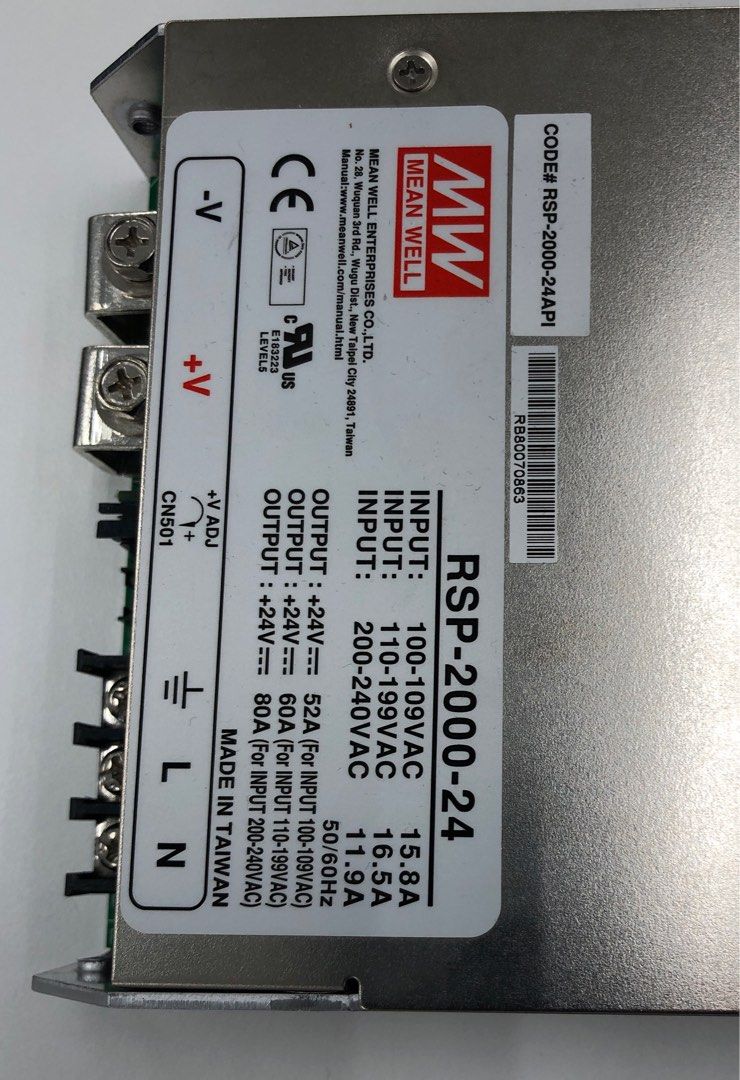 CODE# RSP-2000-24API
RB80070863
MW
MEAN WELL
MEAN WELL ENTERPRISES CO.,LTD.
No. 28, Wuquan 3rd Rd., Wugu Dist., New Taipei City 24891, Taiwan
Manual:www.meanwell.com/manual.html
CE
c UR US
E183223
LEVEL5
RSP-2000-24
INPUT: 100-109VAC 15.8A
INPUT: 110-199VAC 16.5A
INPUT: 200-240VAC 11.9A
50/60Hz
OUTPUT : +24V 52A (For INPUT 100-109VAC)
OUTPUT : +24V 60A (For INPUT 110-199VAC)
OUTPUT : +24V 80A (For INPUT 200-240VAC)
MADE IN TAIWAN
-V +V
+V ADJ
+
CN501
L N